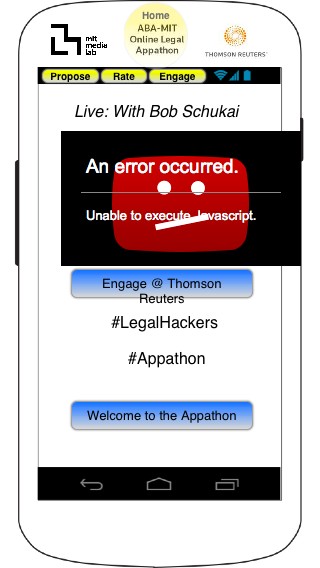 mit
media
lab
Home
ABA-MIT
Online Legal
Appathon
THOMSON REUTERS
Propose Rate Engage
Live: With Bob Schukai
An error occurred.
Unable to execute Javascript.
Engage @ Thomson
Reuters
#LegalHackers
#Appathon
Welcome to the Appathon